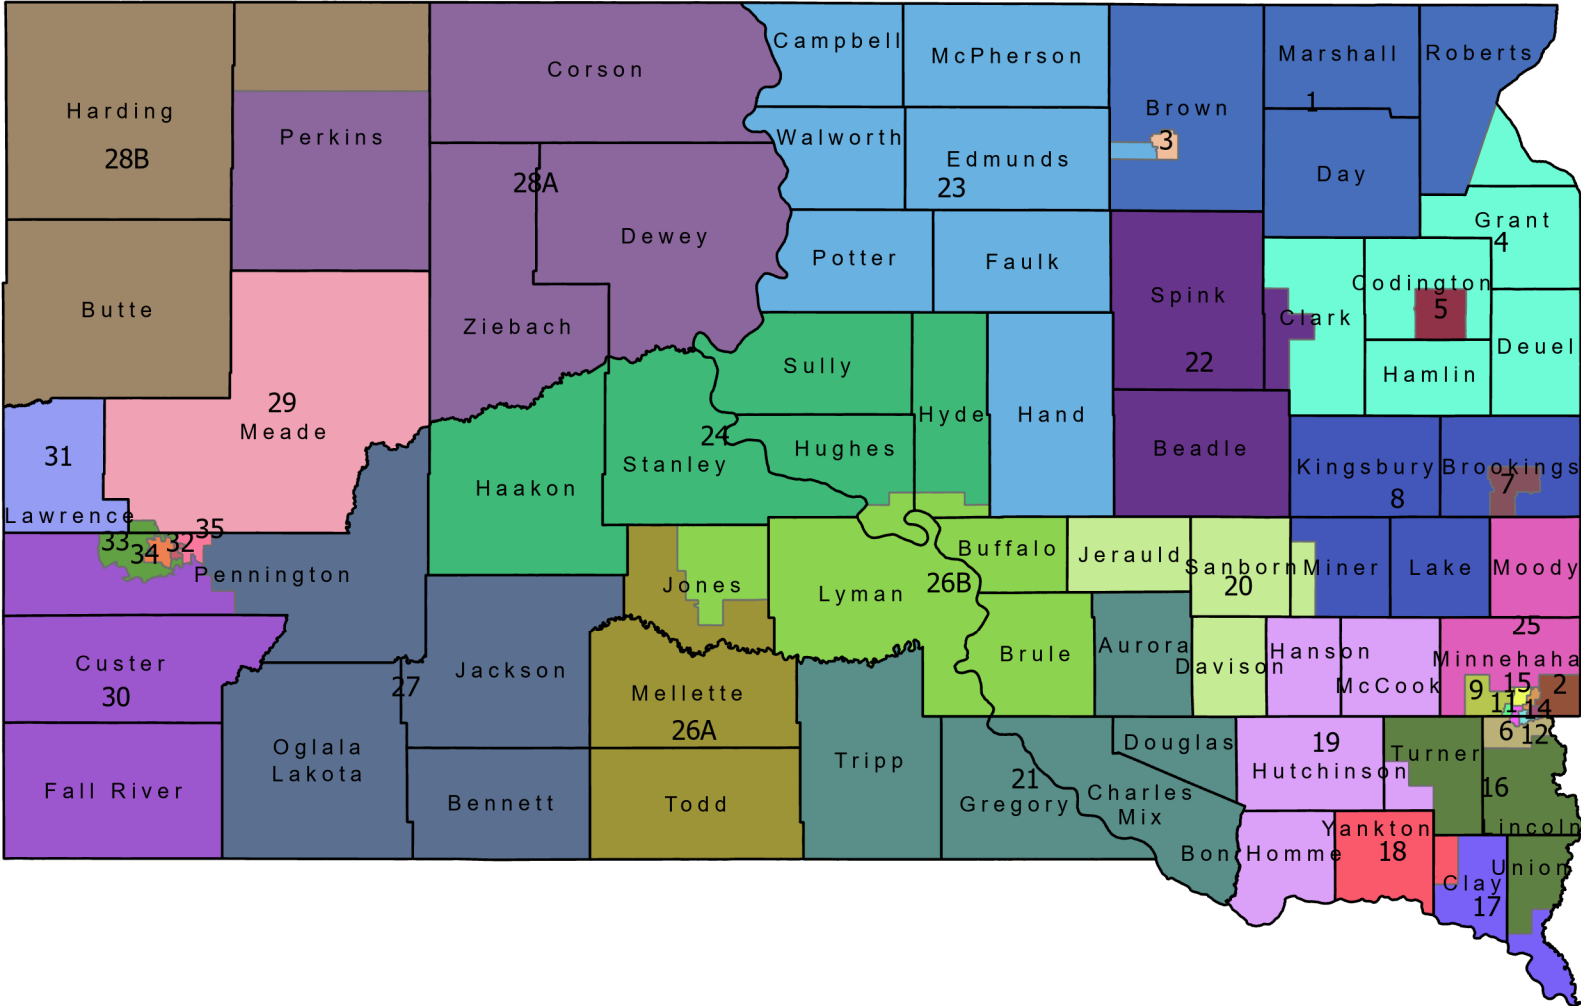 Campbell
McPherson
Marshall
Roberts
Corson
Harding
Brown
1
Perkins
Walworth
3
28B
Edmunds
Day
28A
23
Grant
Dewey
4
Potter
Faulk
Codington
Butte
Spink
5
Clark
Ziebach
Deuel
Sully
22
Hamlin
29
Hyde
Hand
Meade
24
Hughes
Beadle
31
Stanley
Kingsbury
Brookings
Haakon
7
8
Lawrence
35
33
34
32
Buffalo
Jerauld
Pennington
Sanborn
Miner
Lake
Moody
Jones
26B
20
Lyman
25
Custer
Aurora
Brule
Hanson
Minnehaha
Jackson
Davison
30
27
Mellette
McCook
9
15
2
11
14
26A
6
12
Oglala
Lakota
Douglas
19
Turner
Tripp
Hutchinson
Fall River
21
16
Bennett
Todd
Gregory
Charles
Mix
Yankton
Lincoln
Bon Homme
18
Union
Clay
17